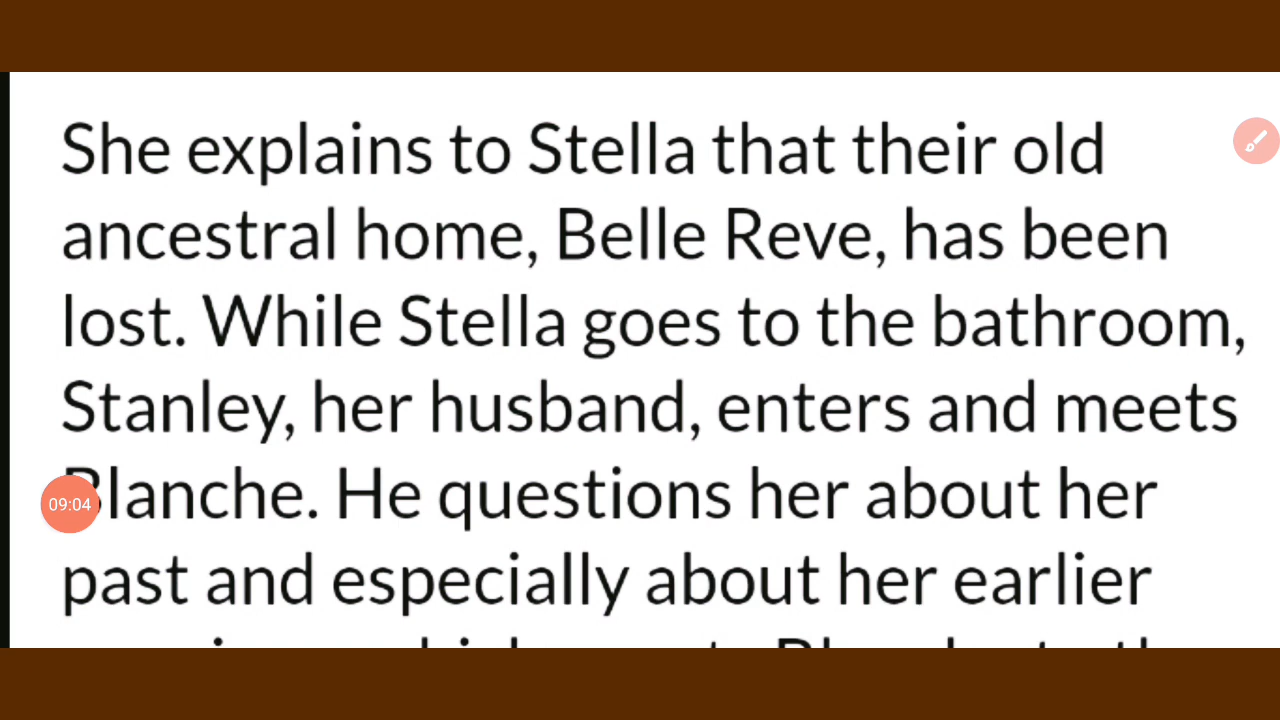 She explains to Stella that their old
ancestral home, Belle Reve, has been
lost. While Stella goes to the bathroom,
Stanley, her husband, enters and meets
Blanche. He questions her about her
09:04
past and especially about her earlier